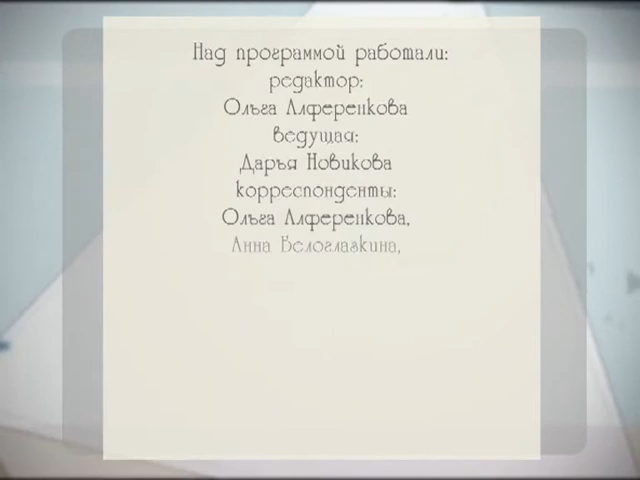 Над программой работали:
редактор:
Ольга Алференкова
ведущая:
Дарья Новикова
корреспонденты:
Ольга Алференкова,
Анна Белоглазкина,